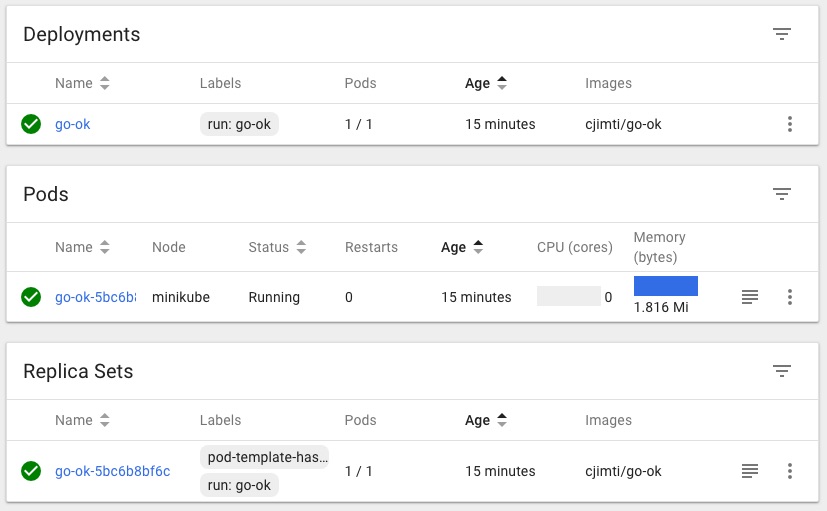 Deployments
Name Labels Pods Age Images
go-ok run: go-ok 1 / 1 15 minutes cjimti/go-ok
Pods
Name Node Status Restarts Age CPU (cores) Memory (bytes)
go-ok-5bc6b8 minikube Running 0 15 minutes 0 1.816 Mi
Replica Sets
Name Labels Pods Age Images
go-ok-5bc6b8bf6c pod-template-has... run: go-ok 1 / 1 15 minutes cjimti/go-ok